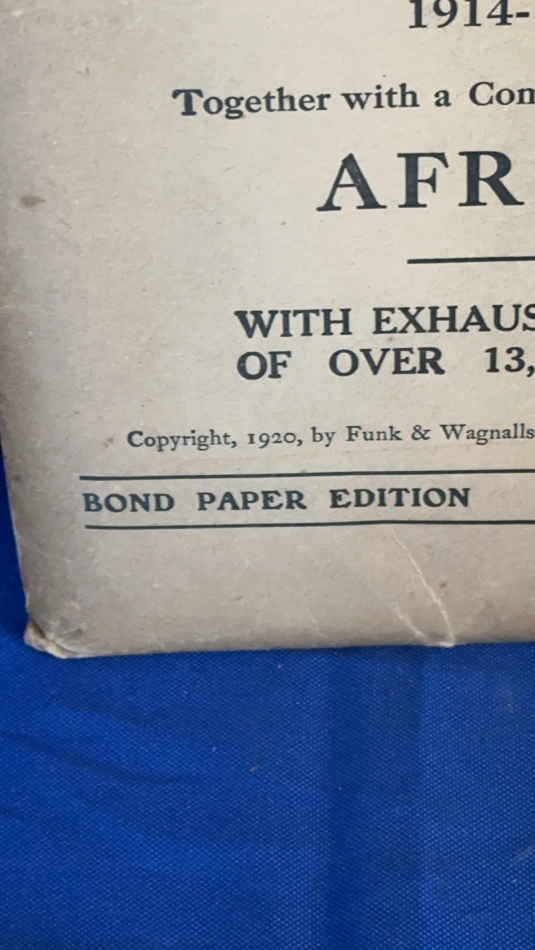 1914-
Together with a Con
AFR
WITH EXHAUS
OF OVER 13,
Copyright, 1920, by Funk & Wagnalls
BOND PAPER EDITION